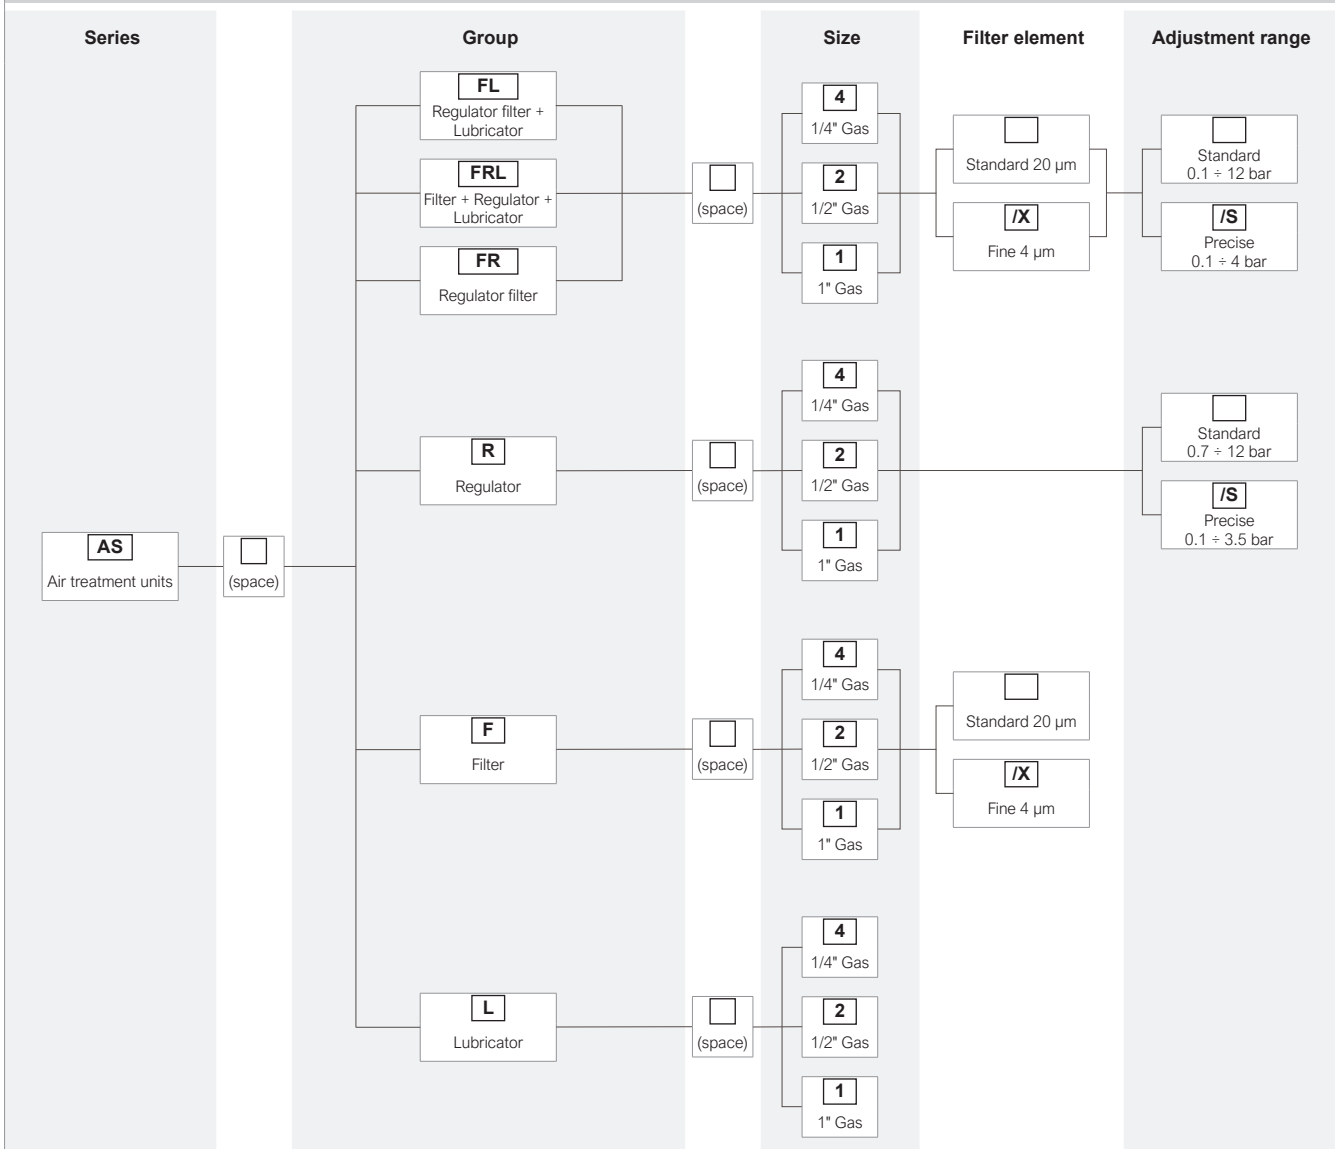 Series
Group
Size
Filter element
Adjustment range
AS
Air treatment units
(space)
FL
Regulator filter +
Lubricator
FRL
Filter + Regulator +
Lubricator
FR
Regulator filter
(space)
4
1/4" Gas
2
1/2" Gas
1
1" Gas
Standard 20 µm
/X
Fine 4 µm
Standard
0.1 ÷ 12 bar
/S
Precise
0.1 ÷ 4 bar
R
Regulator
(space)
4
1/4" Gas
2
1/2" Gas
1
1" Gas
Standard
0.7 ÷ 12 bar
/S
Precise
0.1 ÷ 3.5 bar
F
Filter
(space)
4
1/4" Gas
2
1/2" Gas
1
1" Gas
Standard 20 µm
/X
Fine 4 µm
L
Lubricator
(space)
4
1/4" Gas
2
1/2" Gas
1
1" Gas